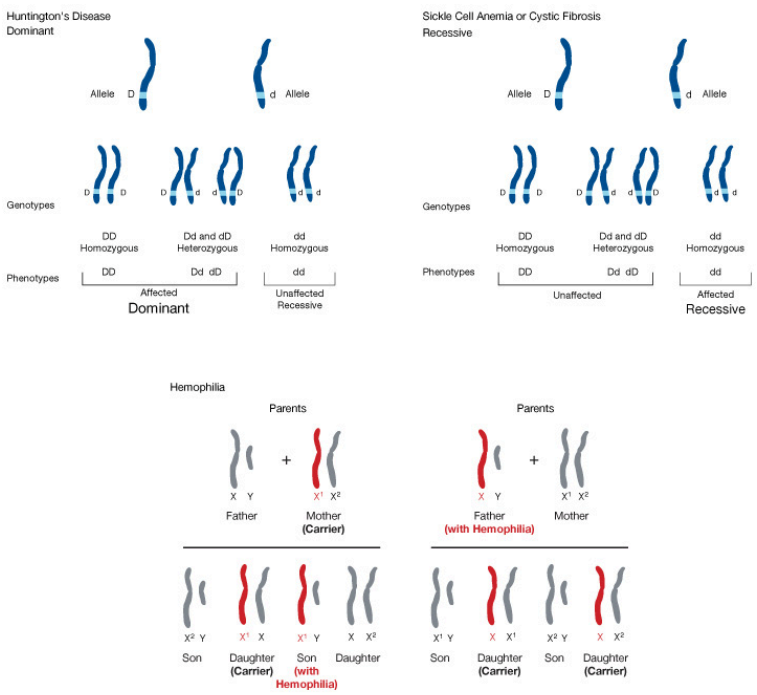 Huntington's Disease
Dominant
Allele D
d Allele
Genotypes
D D D d d D d d
DD
Homozygous
Dd and dD
Heterozygous
dd
Homozygous
Phenotypes
DD Dd dD dd
Affected
Dominant
Unaffected
Recessive
Sickle Cell Anemia or Cystic Fibrosis
Recessive
Allele D
d Allele
Genotypes
D D D d d D d d
DD
Homozygous
Dd and dD
Heterozygous
dd
Homozygous
Phenotypes
DD Dd dD dd
Unaffected
Affected
Recessive
Hemophilia
Parents
+
X Y
X¹ X²
Father
Mother
(Carrier)
X² Y
X¹ X
X¹ Y
X X²
Son
Daughter
(Carrier)
Son
(with
Hemophilia)
Daughter
Parents
+
X Y
X¹ X²
Father
(with Hemophilia)
Mother
X¹ Y
X X¹
X² Y
X X²
Son
Daughter
(Carrier)
Son
Daughter
(Carrier)